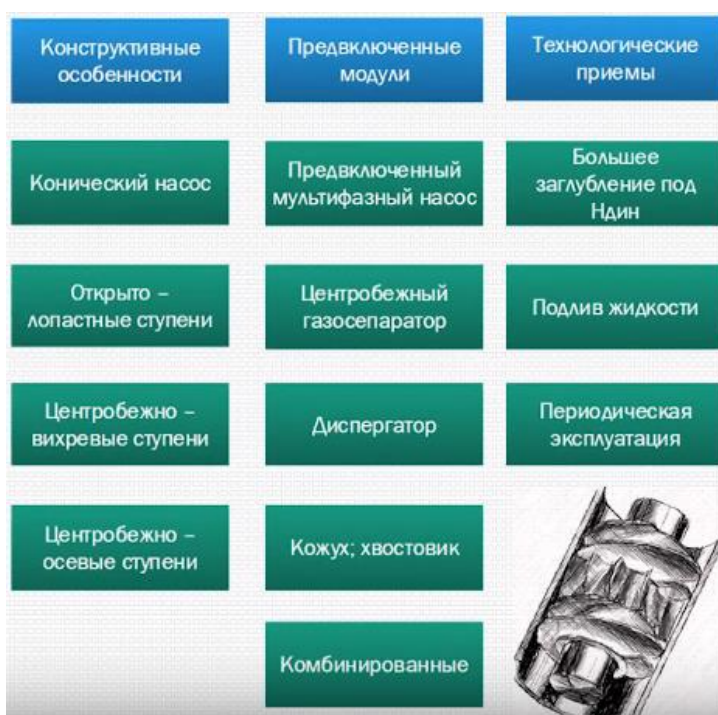 Конструктивные
особенности
Предвключенные
модули
Технологические
приемы
Конический насос
Предвключенный
мультифазный насос
Большее
заглубление под
Ндин
Открыто –
лопастные ступени
Центробежный
газосепаратор
Подлив жидкости
Центробежно –
вихревые ступени
Диспергатор
Периодическая
эксплуатация
Центробежно –
осевые ступени
Кожух; хвостовик
Комбинированные